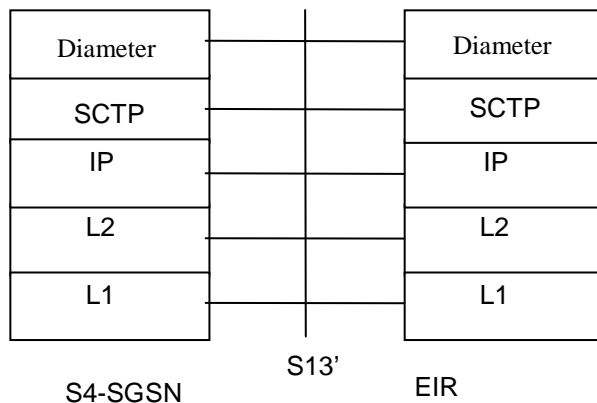 Diameter
SCTP
IP
L2
L1
S4-SGSN
S13’
Diameter
SCTP
IP
L2
L1
EIR